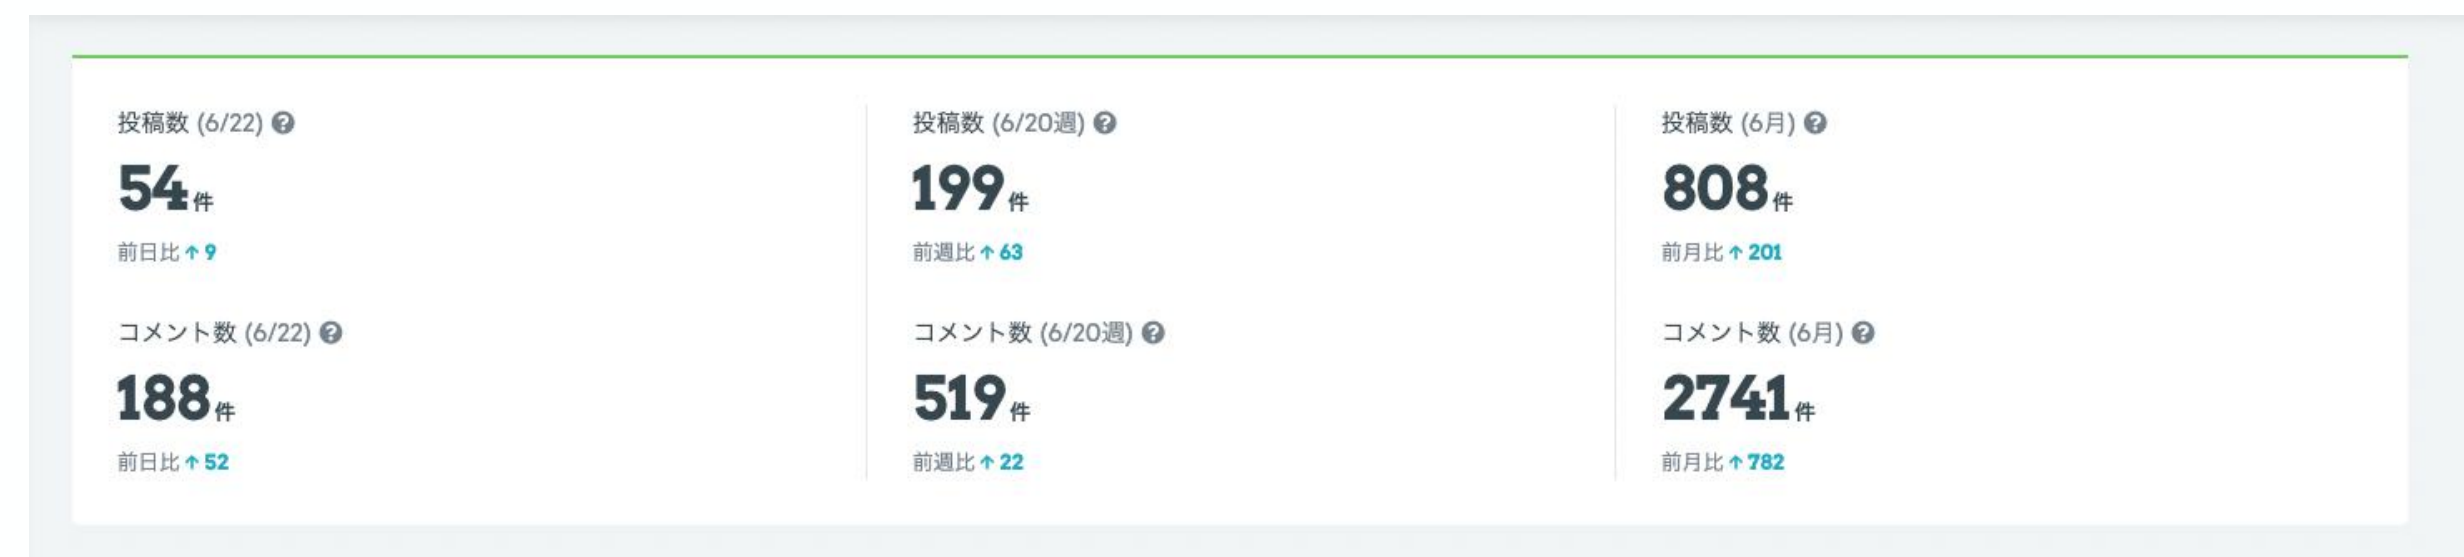 投稿数 (6/22)
54件
前日比 ↑ 9
コメント数 (6/22)
188件
前日比 ↑ 52
投稿数 (6/20週)
199件
前週比 ↑ 63
コメント数 (6/20週)
519件
前週比 ↑ 22
投稿数 (6月)
808件
前月比 ↑ 201
コメント数 (6月)
2741件
前月比 ↑ 782